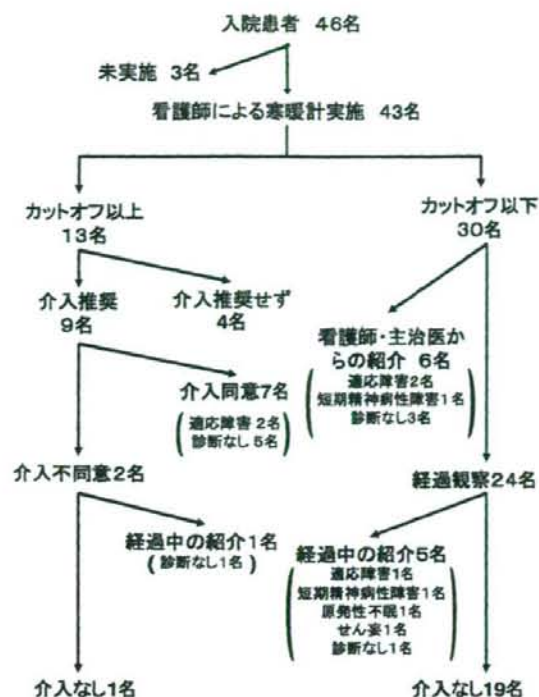 入院患者 46名
未実施 3名
看護師による寒暖計実施 43名
カットオフ以上
13名
カットオフ以下
30名
介入推奨
9名
介入推奨せず
4名
看護師・主治医か
らの紹介 6名
適応障害2名
短期精神病性障害1名
診断なし3名
介入同意7名
適応障害 2名
診断なし 5名
介入不同意2名
経過観察24名
経過中の紹介1名
(診断なし1名)
経過中の紹介5名
適応障害1名
短期精神病性障害1名
原発性不眠1名
せん妄1名
診断なし1名
介入なし1名
介入なし19名